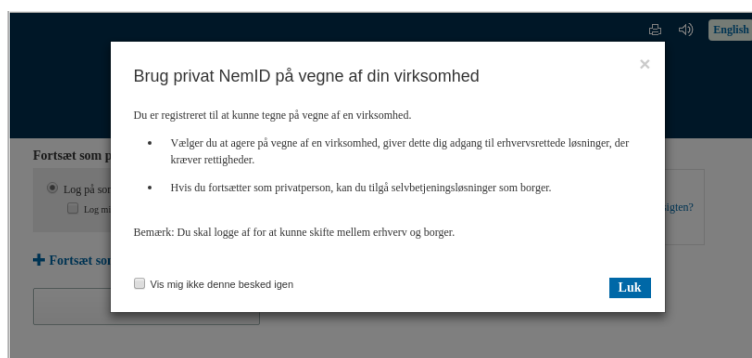 English
Brug privat NemID på vegne af din virksomhed
×
Du er registreret til at kunne tegne på vegne af en virksomhed.
• Vælger du at agere på vegne af en virksomhed, giver dette dig adgang til erhvervsrettede løsninger, der
kræver rettigheder.
• Hvis du fortsætter som privatperson, kan du tilgå selvbetjeningsløsninger som borger.
Bemærk: Du skal logge af for at kunne skifte mellem erhverv og borger.
Vis mig ikke denne besked igen
Luk
Fortsæt som p
Log på so
Log mi
+ Fortsæt so